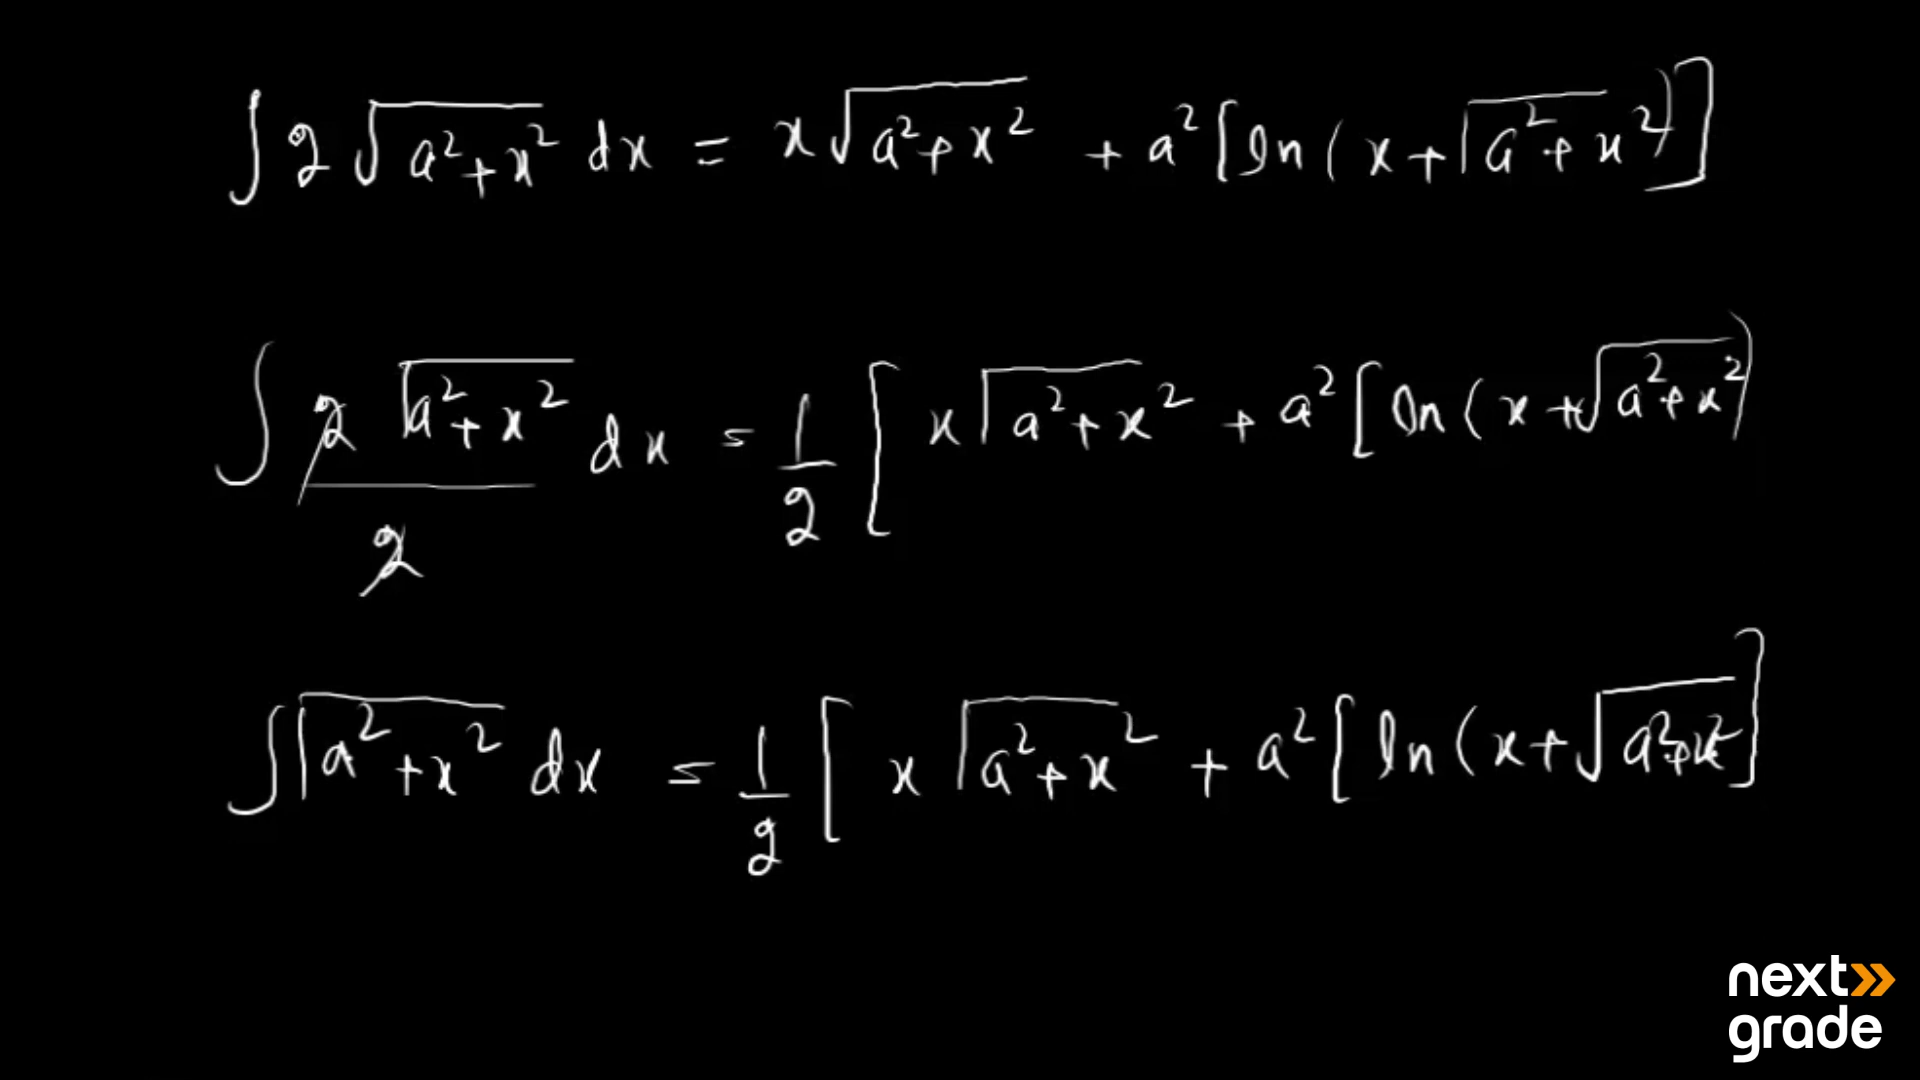 ∫ 2 √(a²+x²) dx = x√(a²+x²) + a² [ln(x+√(a²+x²))]
∫ 2√(a²+x²)/2 dx = 1/2 [x√(a²+x²) + a² [ln(x+√(a²+x²))
∫√(a²+x²) dx = 1/2 [x√(a²+x²) + a² [ln(x+√(a²+x²)]
next
grade